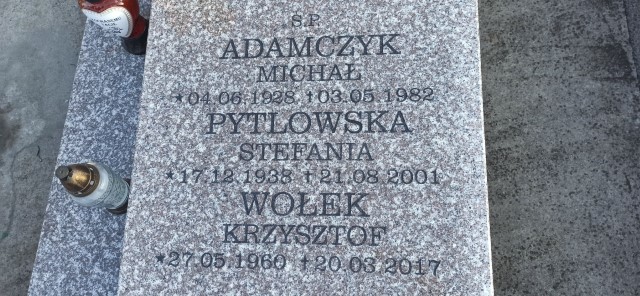 Ś.P.
ADAMCZYK
MICHAŁ
*04.06.1928 †03.05.1982
PYTLOWSKA
STEFANIA
*17.12.1938 †21.08.2001
WOŁEK
KRZYSZTOF
*27.05.1960 †20.03.2017